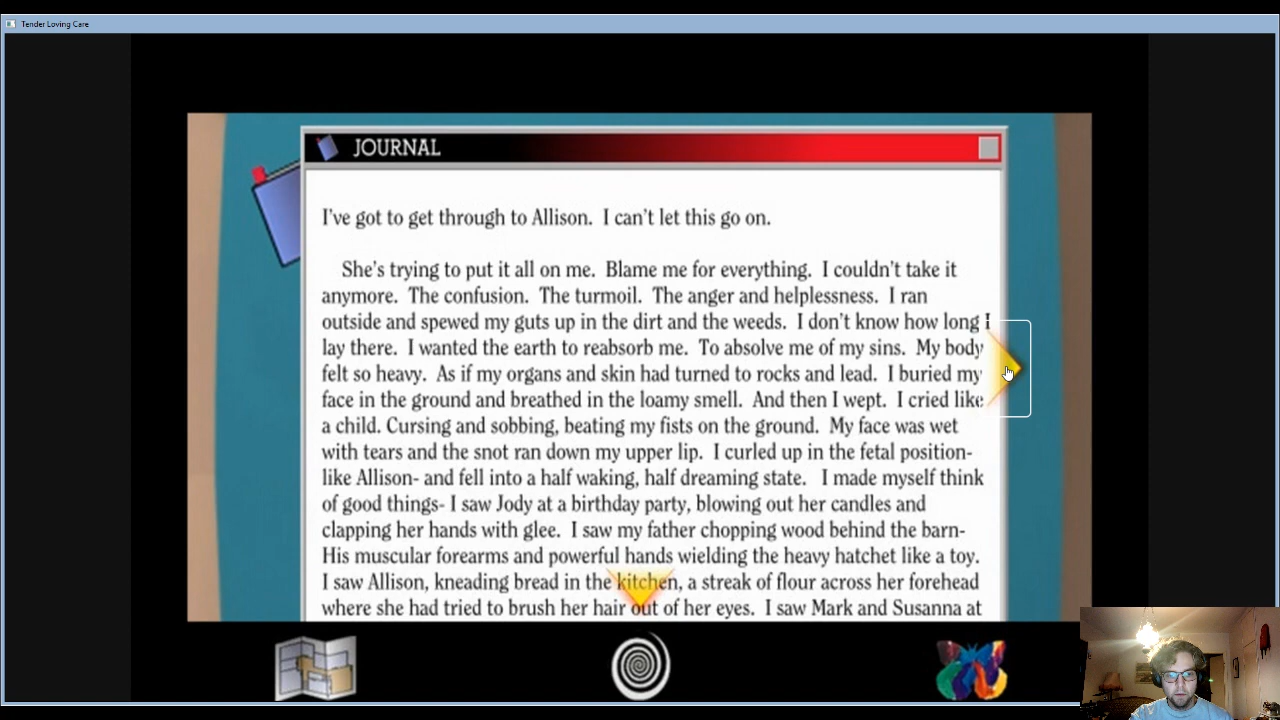 Tender Loving Care
JOURNAL
I've got to get through to Allison.  I can't let this go on.
She's trying to put it all on me.  Blame me for everything.  I couldn't take it
anymore.  The confusion.  The turmoil.  The anger and helplessness.  I ran
outside and spewed my guts up in the dirt and the weeds.  I don't know how long I
lay there.  I wanted the earth to reabsorb me.  To absolve me of my sins.  My body
felt so heavy.  As if my organs and skin had turned to rocks and lead.  I buried my
face in the ground and breathed in the loamy smell.  And then I wept.  I cried like
a child. Cursing and sobbing, beating my fists on the ground.  My face was wet
with tears and the snot ran down my upper lip.  I curled up in the fetal position-
like Allison- and fell into a half waking, half dreaming state.   I made myself think
of good things- I saw Jody at a birthday party, blowing out her candles and
clapping her hands with glee.  I saw my father chopping wood behind the barn-
His muscular forearms and powerful hands wielding the heavy hatchet like a toy.
I saw Allison, kneading bread in the kitchen, a streak of flour across her forehead
where she had tried to brush her hair out of her eyes.  I saw Mark and Susanna at